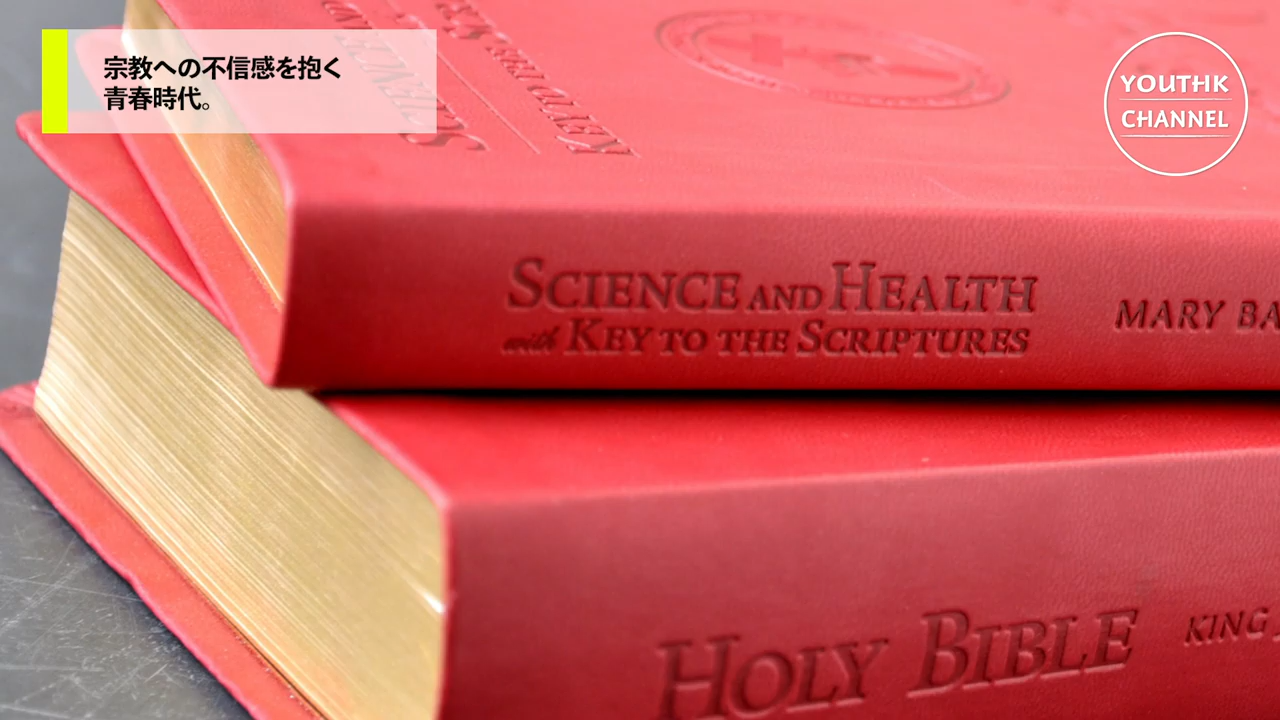 宗教への不信感を抱く
青春時代。
YOUTHK
CHANNEL
SCIENCE AND HEALTH
with KEY TO THE SCRIPTURES
MARY BA
HOLY BIBLE
KING